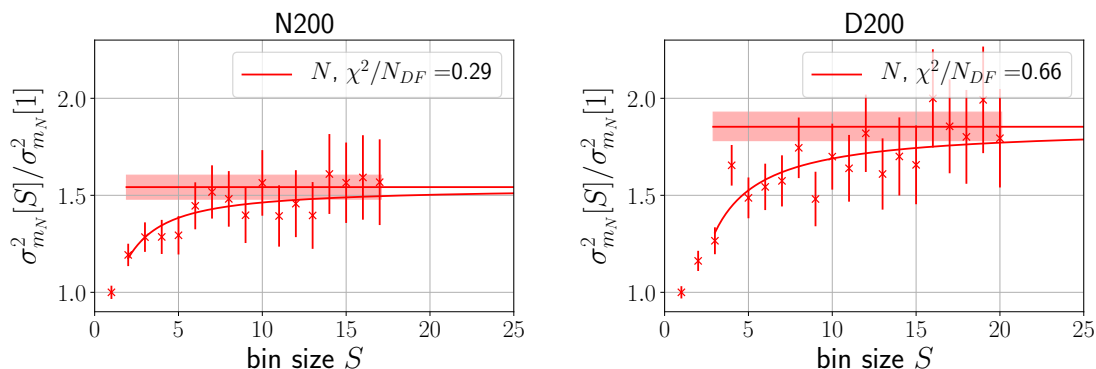 N200
N, χ²/N_DF =0.29
σ²_{m_N}[S]/σ²_{m_N}[1]
2.0
1.5
1.0
0 5 10 15 20 25
bin size S
D200
N, χ²/N_DF =0.66
σ²_{m_N}[S]/σ²_{m_N}[1]
2.0
1.5
1.0
0 5 10 15 20 25
bin size S